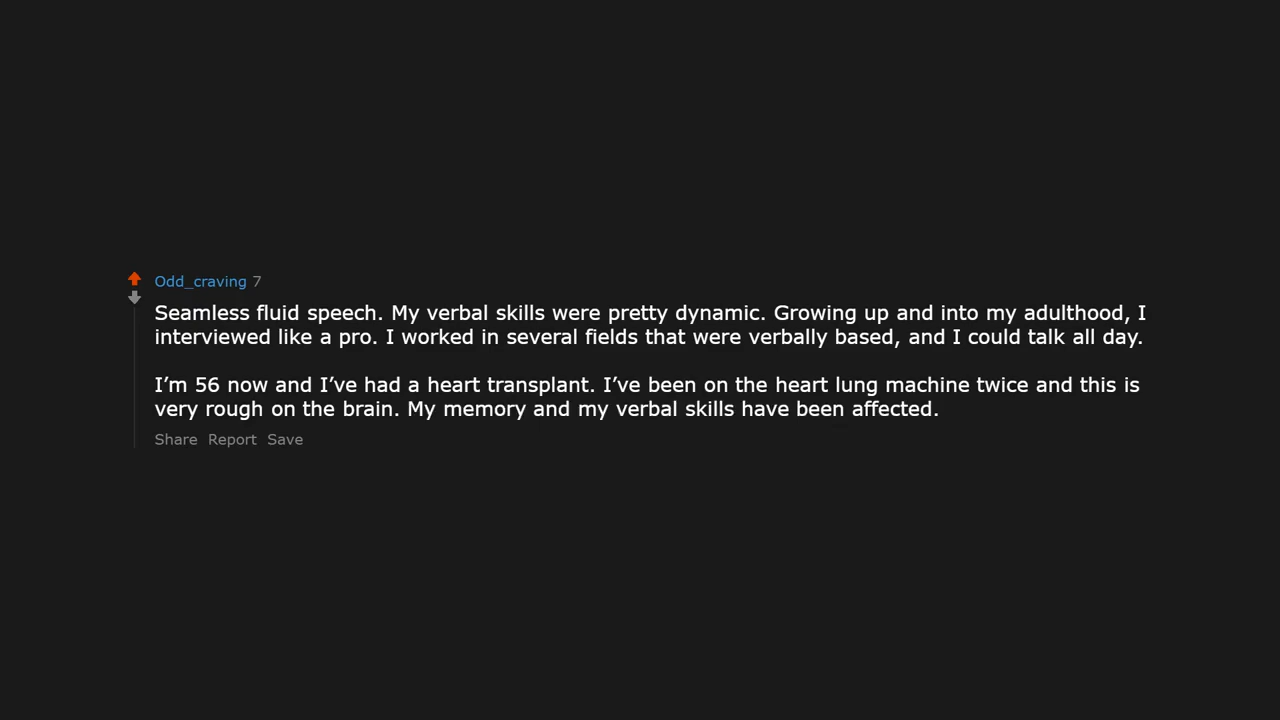 Odd_craving 7
Seamless fluid speech. My verbal skills were pretty dynamic. Growing up and into my adulthood, I
interviewed like a pro. I worked in several fields that were verbally based, and I could talk all day.
I’m 56 now and I’ve had a heart transplant. I’ve been on the heart lung machine twice and this is
very rough on the brain. My memory and my verbal skills have been affected.
Share Report Save